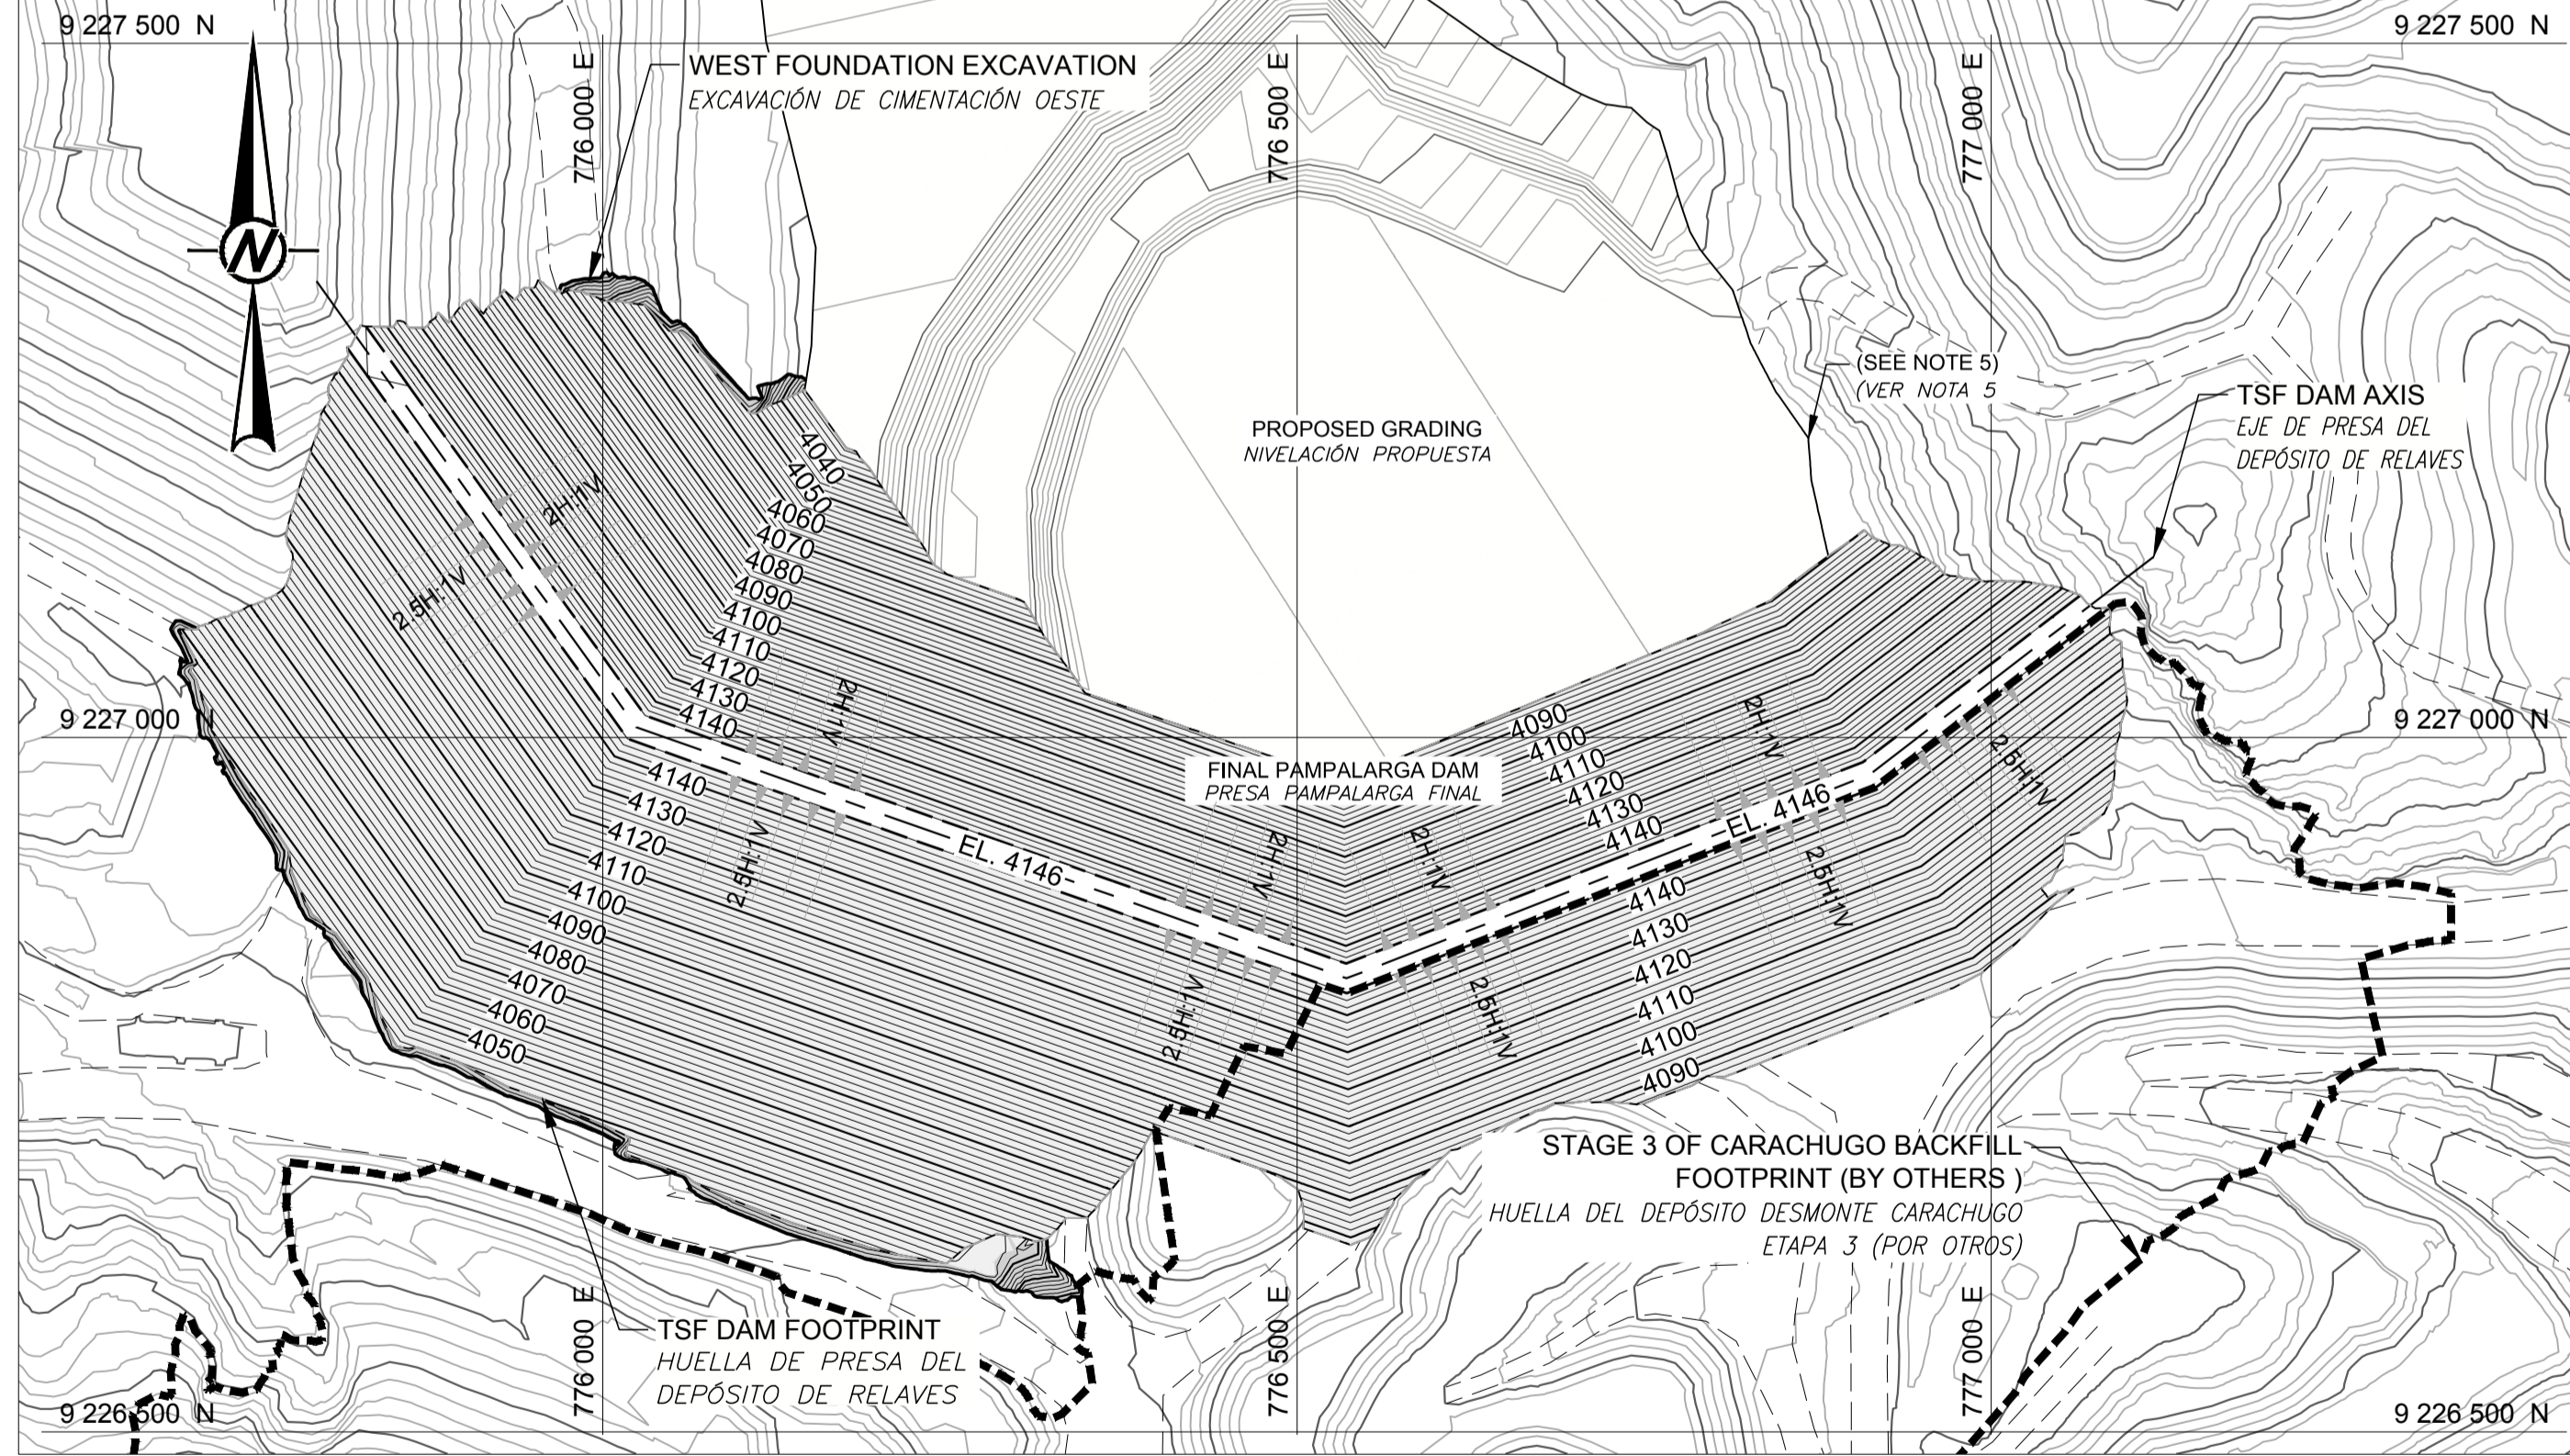 9 227 500 N
9 227 500 N
776 000 E
776 500 E
777 000 E
WEST FOUNDATION EXCAVATION
EXCAVACIÓN DE CIMENTACIÓN OESTE
N
(SEE NOTE 5)
(VER NOTA 5
TSF DAM AXIS
EJE DE PRESA DEL
DEPÓSITO DE RELAVES
PROPOSED GRADING
NIVELACIÓN PROPUESTA
4040
4050
4060
4070
4080
4090
4100
4110
4120
4130
4140
2H:1V
2.5H:1V
9 227 000 N
9 227 000 N
2H:1V
2.5H:1V
4140
4130
4120
4110
4100
4090
4080
4070
4060
4050
EL. 4146
FINAL PAMPALARGA DAM
PRESA PAMPALARGA FINAL
2H:1V
2.5H:1V
2H:1V
2.5H:1V
4090
4100
4110
4120
4130
4140
EL. 4146
2H:1V
2.5H:1V
2.5H:1V
4140
4130
4120
4110
4100
4090
STAGE 3 OF CARACHUGO BACKFILL
FOOTPRINT (BY OTHERS )
HUELLA DEL DEPÓSITO DESMONTE CARACHUGO
ETAPA 3 (POR OTROS)
TSF DAM FOOTPRINT
HUELLA DE PRESA DEL
DEPÓSITO DE RELAVES
776 000 E
776 500 E
777 000 E
9 226 500 N
9 226 500 N